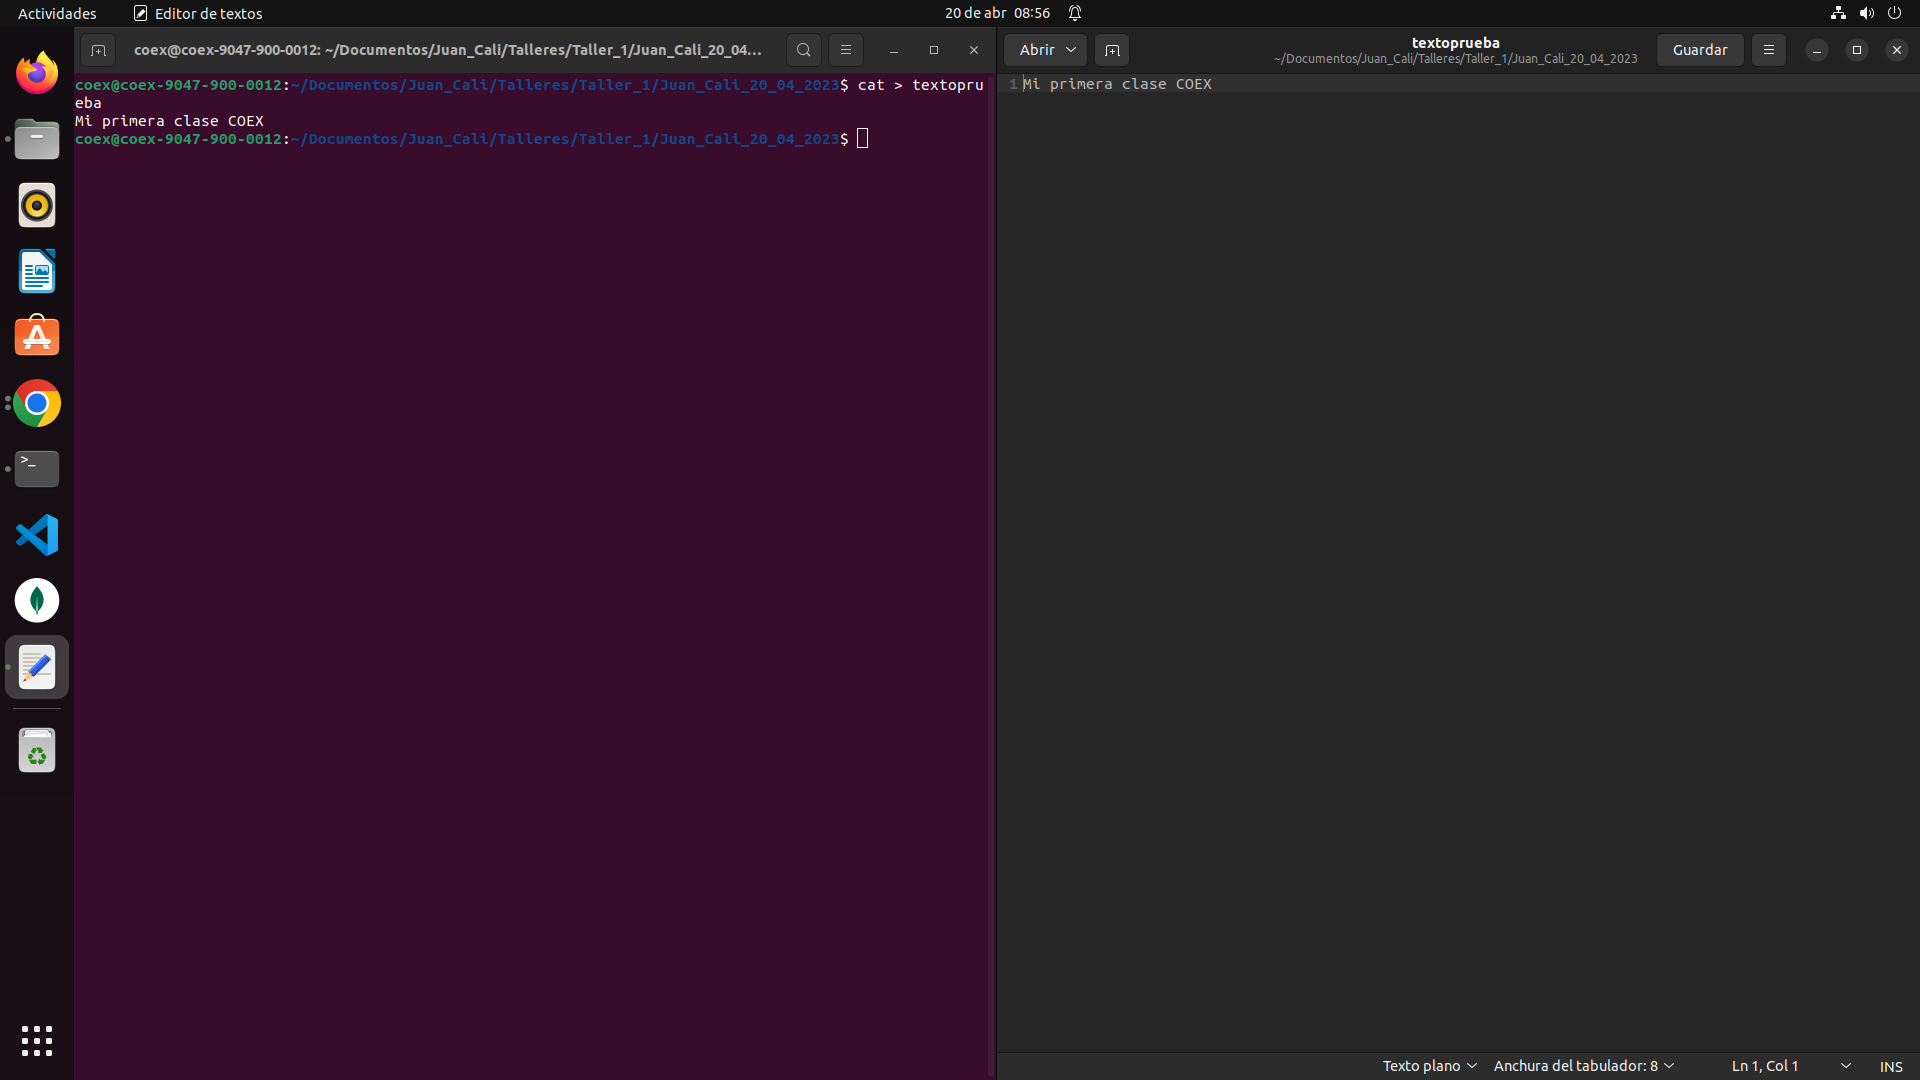 Actividades
Editor de textos
20 de abr 08:56
coex@coex-9047-900-0012: ~/Documentos/Juan_Cali/Talleres/Taller_1/Juan_Cali_20_04...
coex@coex-9047-900-0012:~/Documentos/Juan_Cali/Talleres/Taller_1/Juan_Cali_20_04_2023$ cat > textopru
eba
Mi primera clase COEX
coex@coex-9047-900-0012:~/Documentos/Juan_Cali/Talleres/Taller_1/Juan_Cali_20_04_2023$
Abrir
textoprueba
~/Documentos/Juan_Cali/Talleres/Taller_1/Juan_Cali_20_04_2023
Guardar
1 Mi primera clase COEX
Texto plano
Anchura del tabulador: 8
Ln 1, Col 1
INS